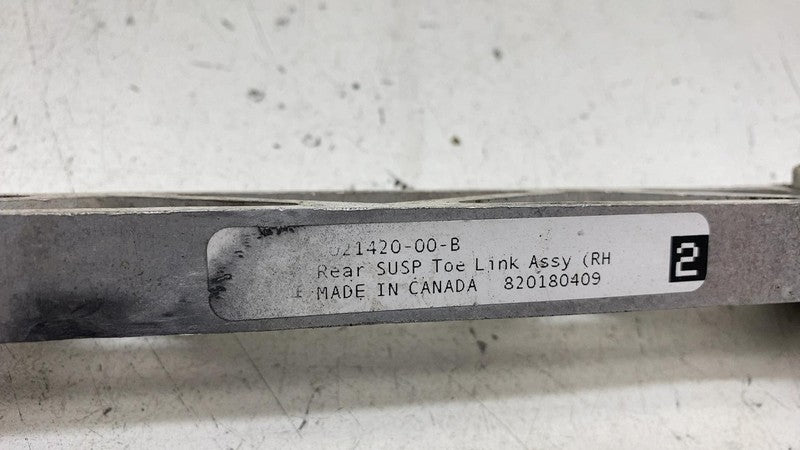 021420-00-B
Rear SUSP Toe Link Assy (RH
MADE IN CANADA 820180409
2